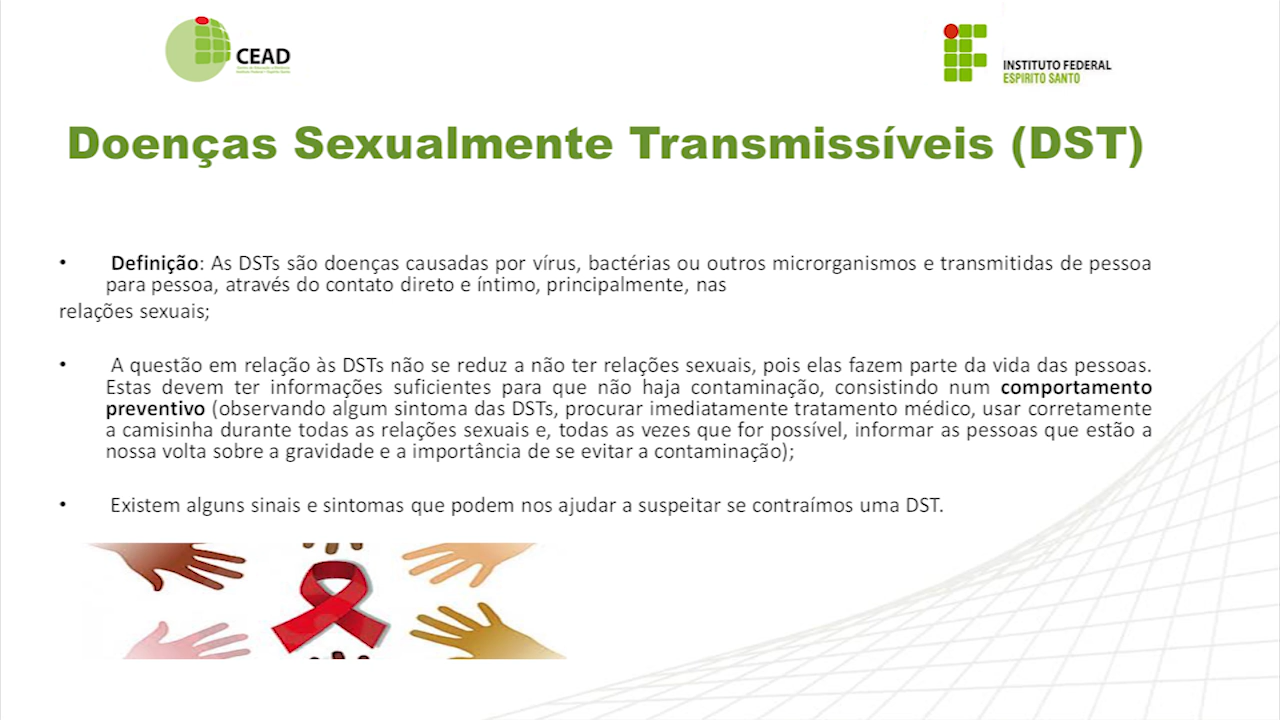 CEAD
INSTITUTO FEDERAL
ESPÍRITO SANTO
Doenças Sexualmente Transmissíveis (DST)
• Definição: As DSTs são doenças causadas por vírus, bactérias ou outros microrganismos e transmitidas de pessoa
para pessoa, através do contato direto e íntimo, principalmente, nas
relações sexuais;
• A questão em relação às DSTs não se reduz a não ter relações sexuais, pois elas fazem parte da vida das pessoas.
Estas devem ter informações suficientes para que não haja contaminação, consistindo num comportamento
preventivo (observando algum sintoma das DSTs, procurar imediatamente tratamento médico, usar corretamente
a camisinha durante todas as relações sexuais e, todas as vezes que for possível, informar as pessoas que estão a
nossa volta sobre a gravidade e a importância de se evitar a contaminação);
• Existem alguns sinais e sintomas que podem nos ajudar a suspeitar se contraímos uma DST.